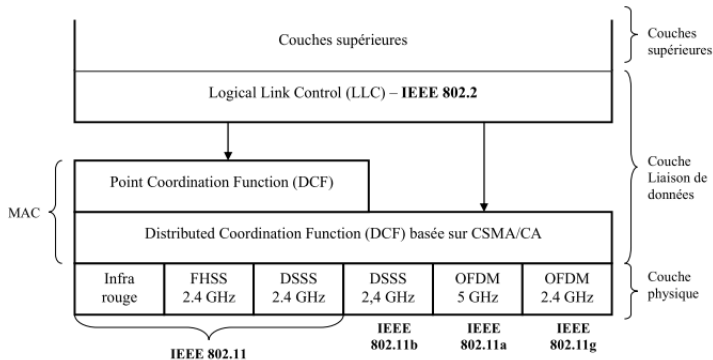 Couches supérieures
Couches
supérieures
Logical Link Control (LLC) – IEEE 802.2
Point Coordination Function (DCF)
Couche
Liaison de
données
MAC
Distributed Coordination Function (DCF) basée sur CSMA/CA
Infra
rouge
FHSS
2.4 GHz
DSSS
2.4 GHz
DSSS
2,4 GHz
OFDM
5 GHz
OFDM
2.4 GHz
Couche
physique
IEEE 802.11
IEEE
802.11b
IEEE
802.11a
IEEE
802.11g